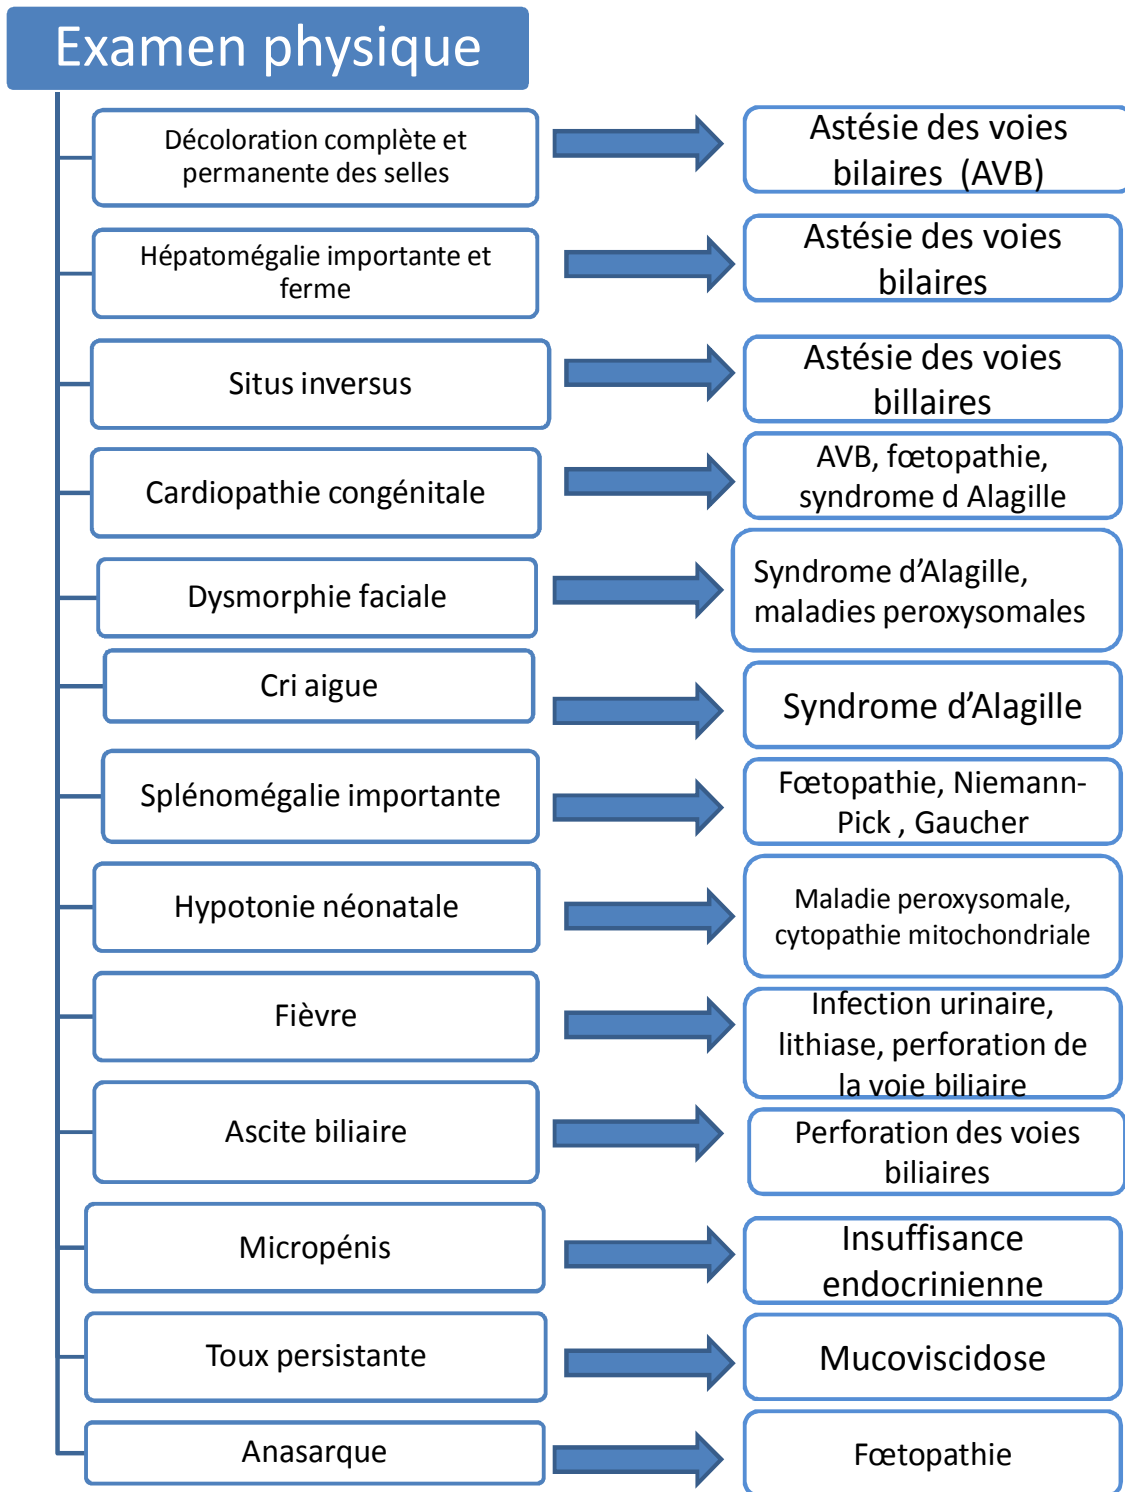 Examen physique
Décoloration complète et
permanente des selles
Astésie des voies
bilaires (AVB)
Hépatomégalie importante et
ferme
Astésie des voies
bilaires
Situs inversus
Astésie des voies
billaires
Cardiopathie congénitale
AVB, fœtopathie,
syndrome d Alagille
Dysmorphie faciale
Syndrome d’Alagille,
maladies peroxysomales
Cri aigue
Syndrome d’Alagille
Splénomégalie importante
Fœtopathie, Niemann-
Pick , Gaucher
Hypotonie néonatale
Maladie peroxysomale,
cytopathie mitochondriale
Fièvre
Infection urinaire,
lithiase, perforation de
la voie biliaire
Ascite biliaire
Perforation des voies
biliaires
Micropénis
Insuffisance
endocrinienne
Toux persistante
Mucoviscidose
Anasarque
Fœtopathie